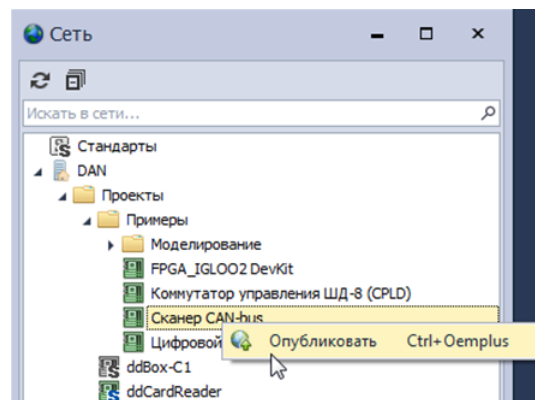 Сеть
Искать в сети...
Стандарты
DAN
Проекты
Примеры
Моделирование
FPGA_IGLOO2 DevKit
Коммутатор управления ШД-8 (CPLD)
Сканер CAN-bus
Цифровой
Опубликовать Ctrl+Oemplus
ddBox-C1
ddCardReader